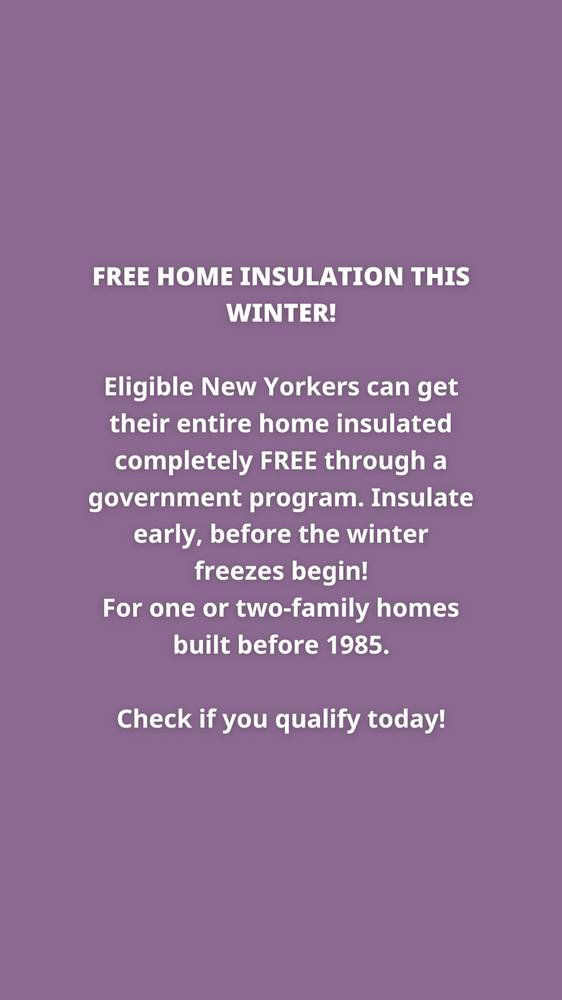 FREE HOME INSULATION THIS
WINTER!
Eligible New Yorkers can get
their entire home insulated
completely FREE through a
government program. Insulate
early, before the winter
freezes begin!
For one or two-family homes
built before 1985.
Check if you qualify today!